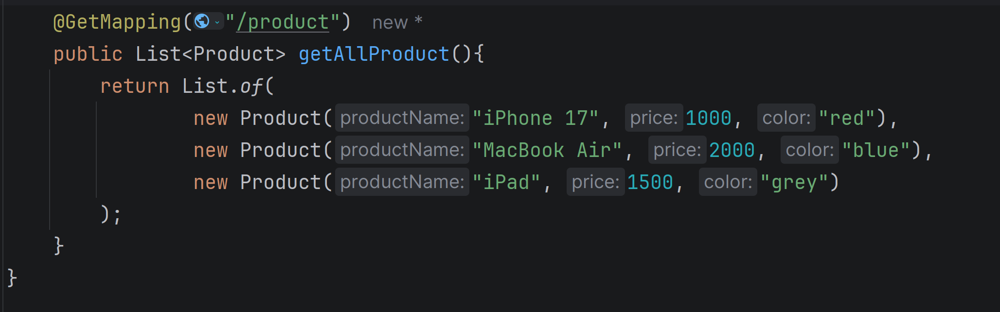 @GetMapping("/product") new *
public List<Product> getAllProduct(){
return List.of(
new Product(productName: "iPhone 17", price: 1000, color: "red"),
new Product(productName: "MacBook Air", price: 2000, color: "blue"),
new Product(productName: "iPad", price: 1500, color: "grey")
);
}
}